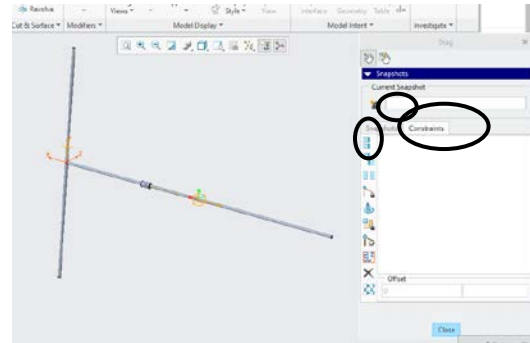 Revolve
Views ▾
Style ▾
View
Interface Geometry Table d=
Cut & Surface ▾ Modifiers ▾ Model Display ▾ Model Intent ▾ Investigate ▾
Drag
Snapshots
Current Snapshot
Constraints
Offset
0
Close